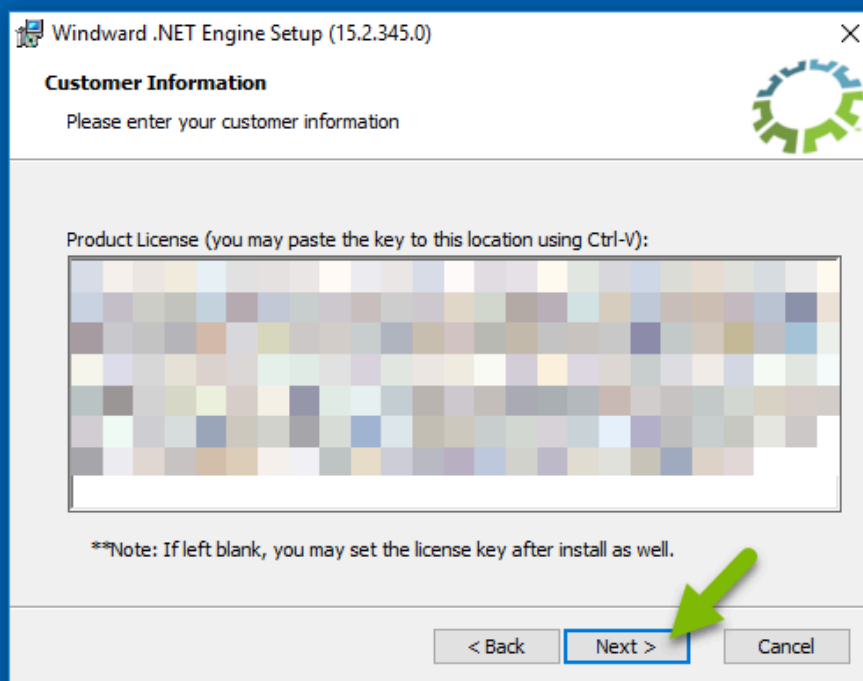 Windward .NET Engine Setup (15.2.345.0)
Customer Information
Please enter your customer information
Product License (you may paste the key to this location using Ctrl-V):
**Note: If left blank, you may set the license key after install as well.
< Back
Next >
Cancel